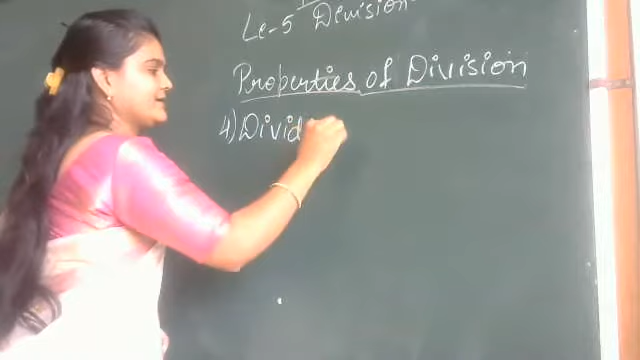 Le-5 Division
Properties of Division
4) Divid